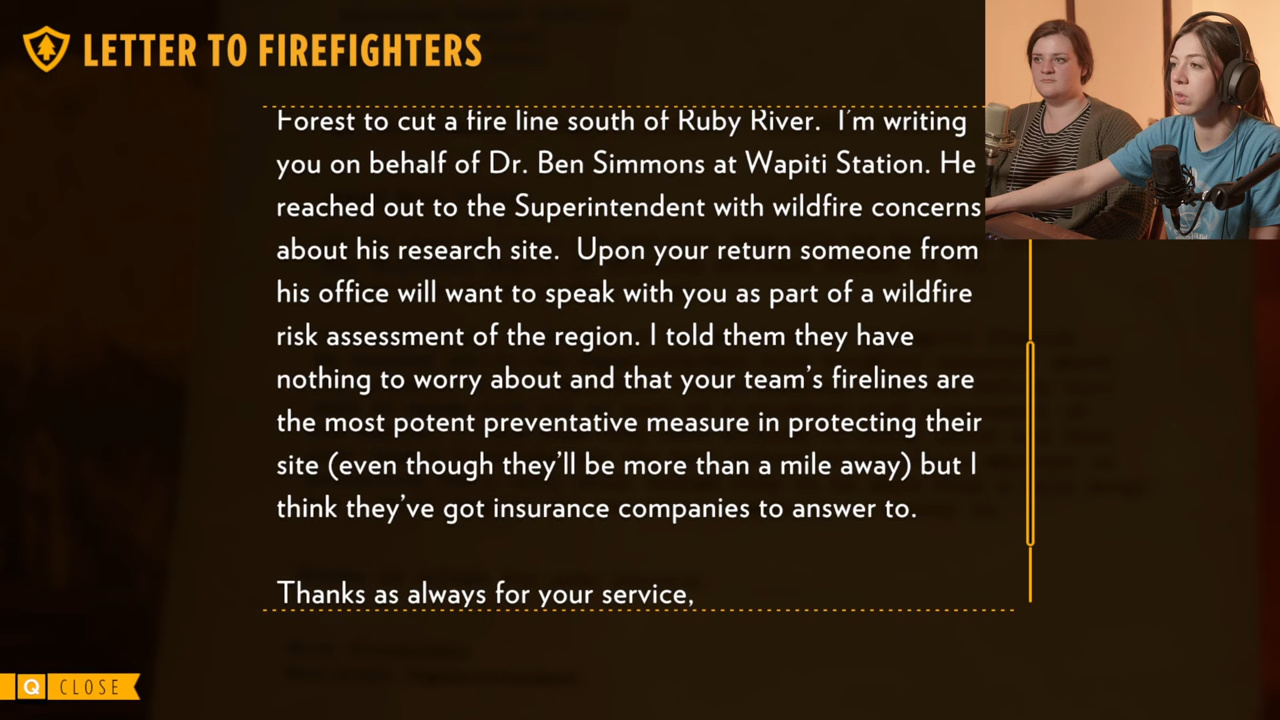 LETTER TO FIREFIGHTERS
Forest to cut a fire line south of Ruby River.  I'm writing
you on behalf of Dr. Ben Simmons at Wapiti Station. He
reached out to the Superintendent with wildfire concerns
about his research site.  Upon your return someone from
his office will want to speak with you as part of a wildfire
risk assessment of the region. I told them they have
nothing to worry about and that your team's firelines are
the most potent preventative measure in protecting their
site (even though they'll be more than a mile away) but I
think they've got insurance companies to answer to.
Thanks as always for your service,
Q CLOSE